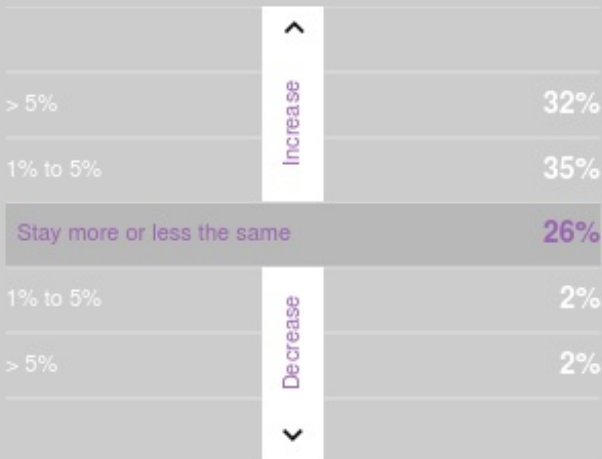 Increase
> 5% 32%
1% to 5% 35%
Stay more or less the same 26%
Decrease
1% to 5% 2%
> 5% 2%